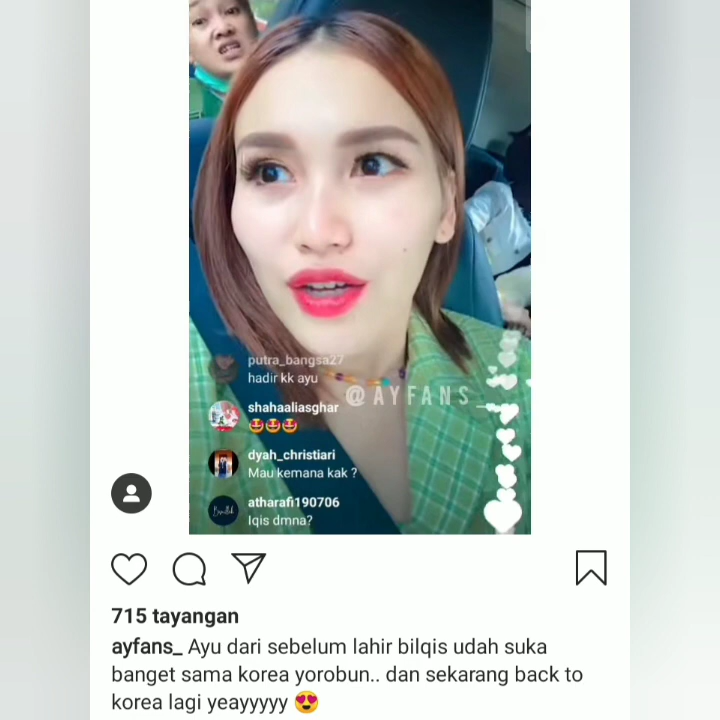 putra_bangsa27
hadir kk ayu
@AYFANS_
shahaaliasghar
🤩🤩🤩
dyah_christiari
Mau kemana kak ?
atharafi190706
Iqis dmna?
715 tayangan
ayfans_ Ayu dari sebelum lahir bilqis udah suka
banget sama korea yorobun.. dan sekarang back to
korea lagi yeayyyyy 😍